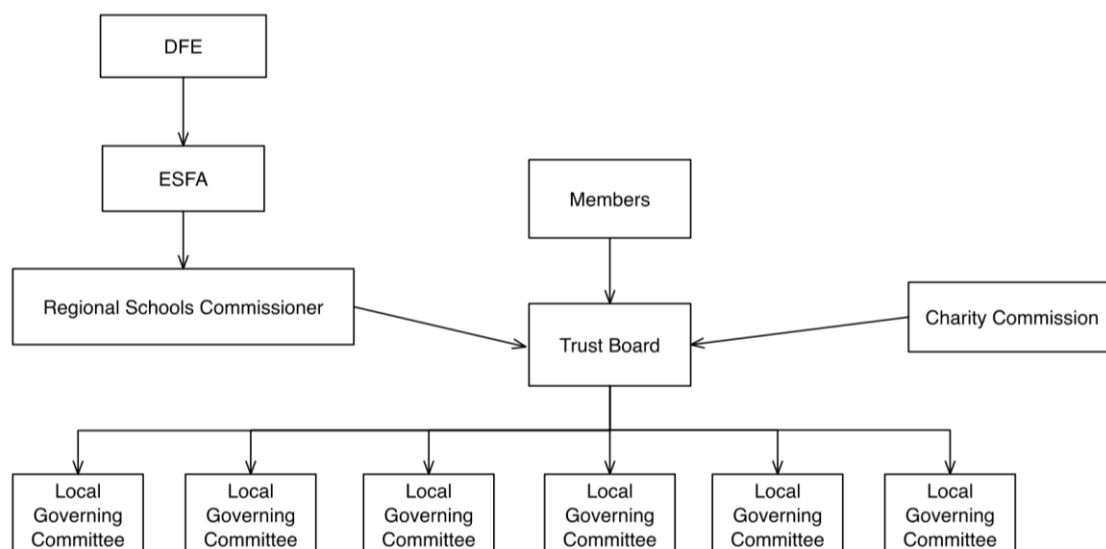 DFE
ESFA
Members
Regional Schools Commissioner
Charity Commission
Trust Board
Local
Governing
Committee
Local
Governing
Committee
Local
Governing
Committee
Local
Governing
Committee
Local
Governing
Committee
Local
Governing
Committee